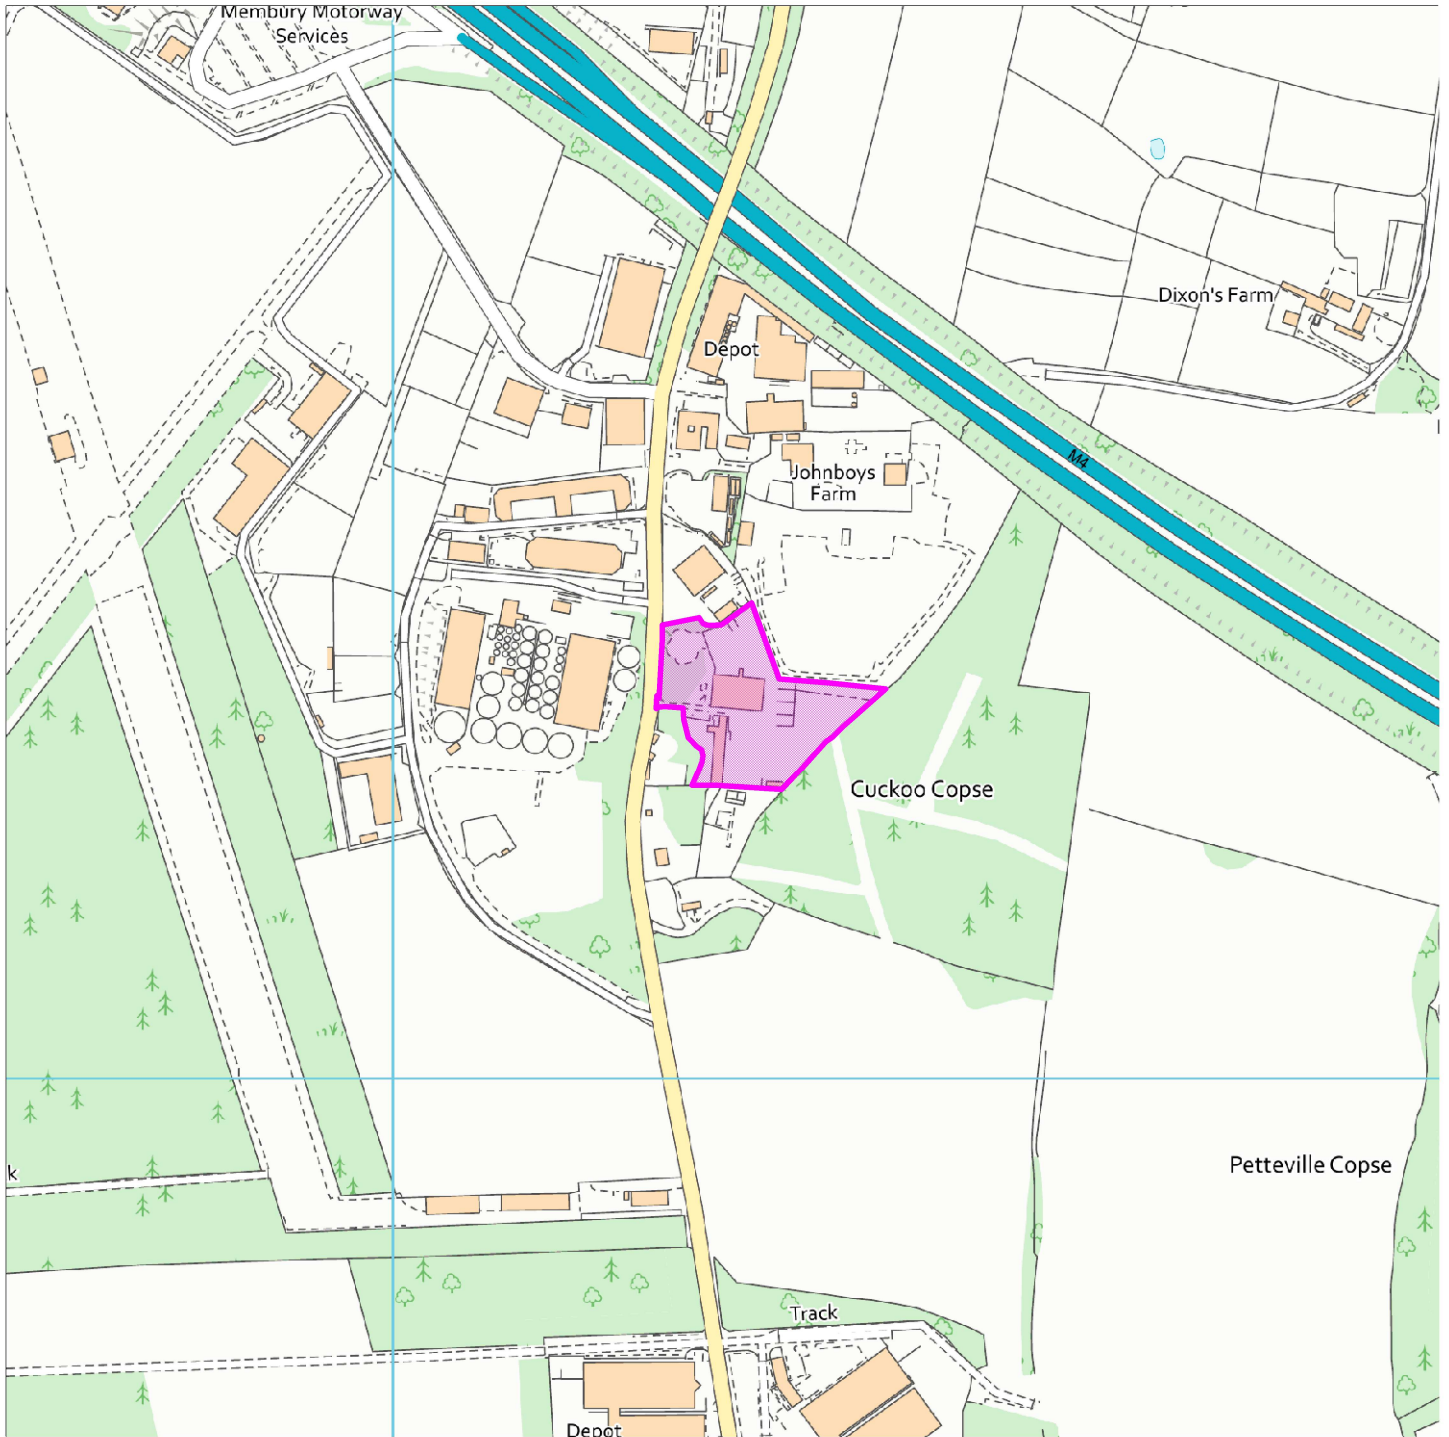 Membury Motorway
Services
Dixon's Farm
Depot
M4
Johnboys
Farm
Cuckoo Copse
k
Petteville Copse
Track
Depot